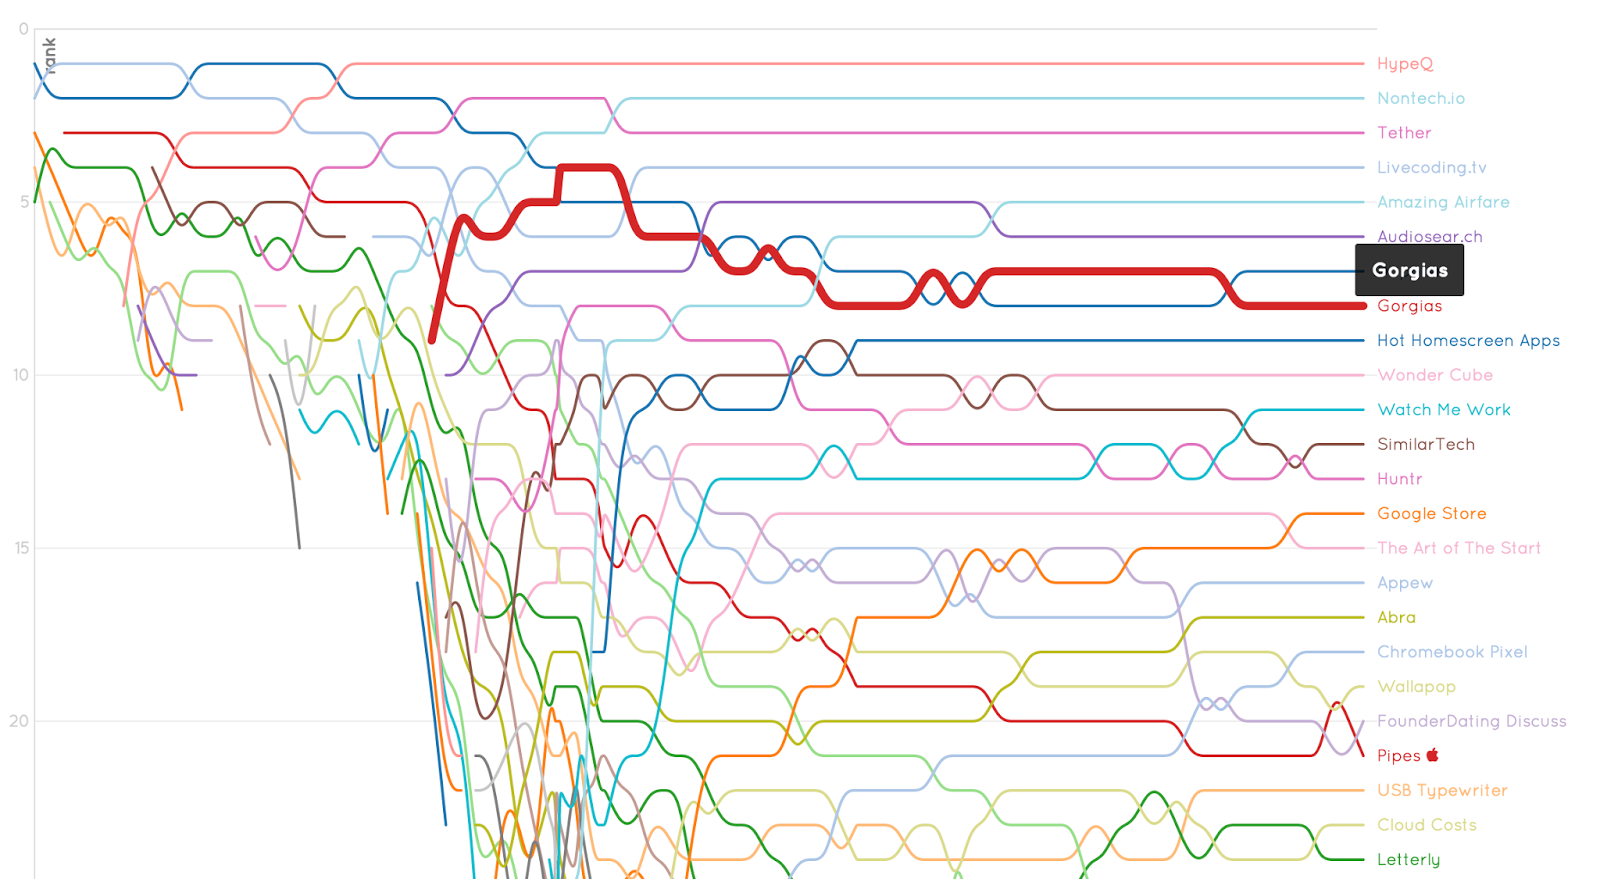 0
rank
HypeQ
Nontech.io
Tether
Livecoding.tv
5
Amazing Airfare
Audiosear.ch
Gorgias
Gorgias
Hot Homescreen Apps
10
Wonder Cube
Watch Me Work
SimilarTech
Huntr
Google Store
15
The Art of The Start
Appew
Abra
Chromebook Pixel
Wallapop
20
FounderDating Discuss
Pipes
USB Typewriter
Cloud Costs
Letterly